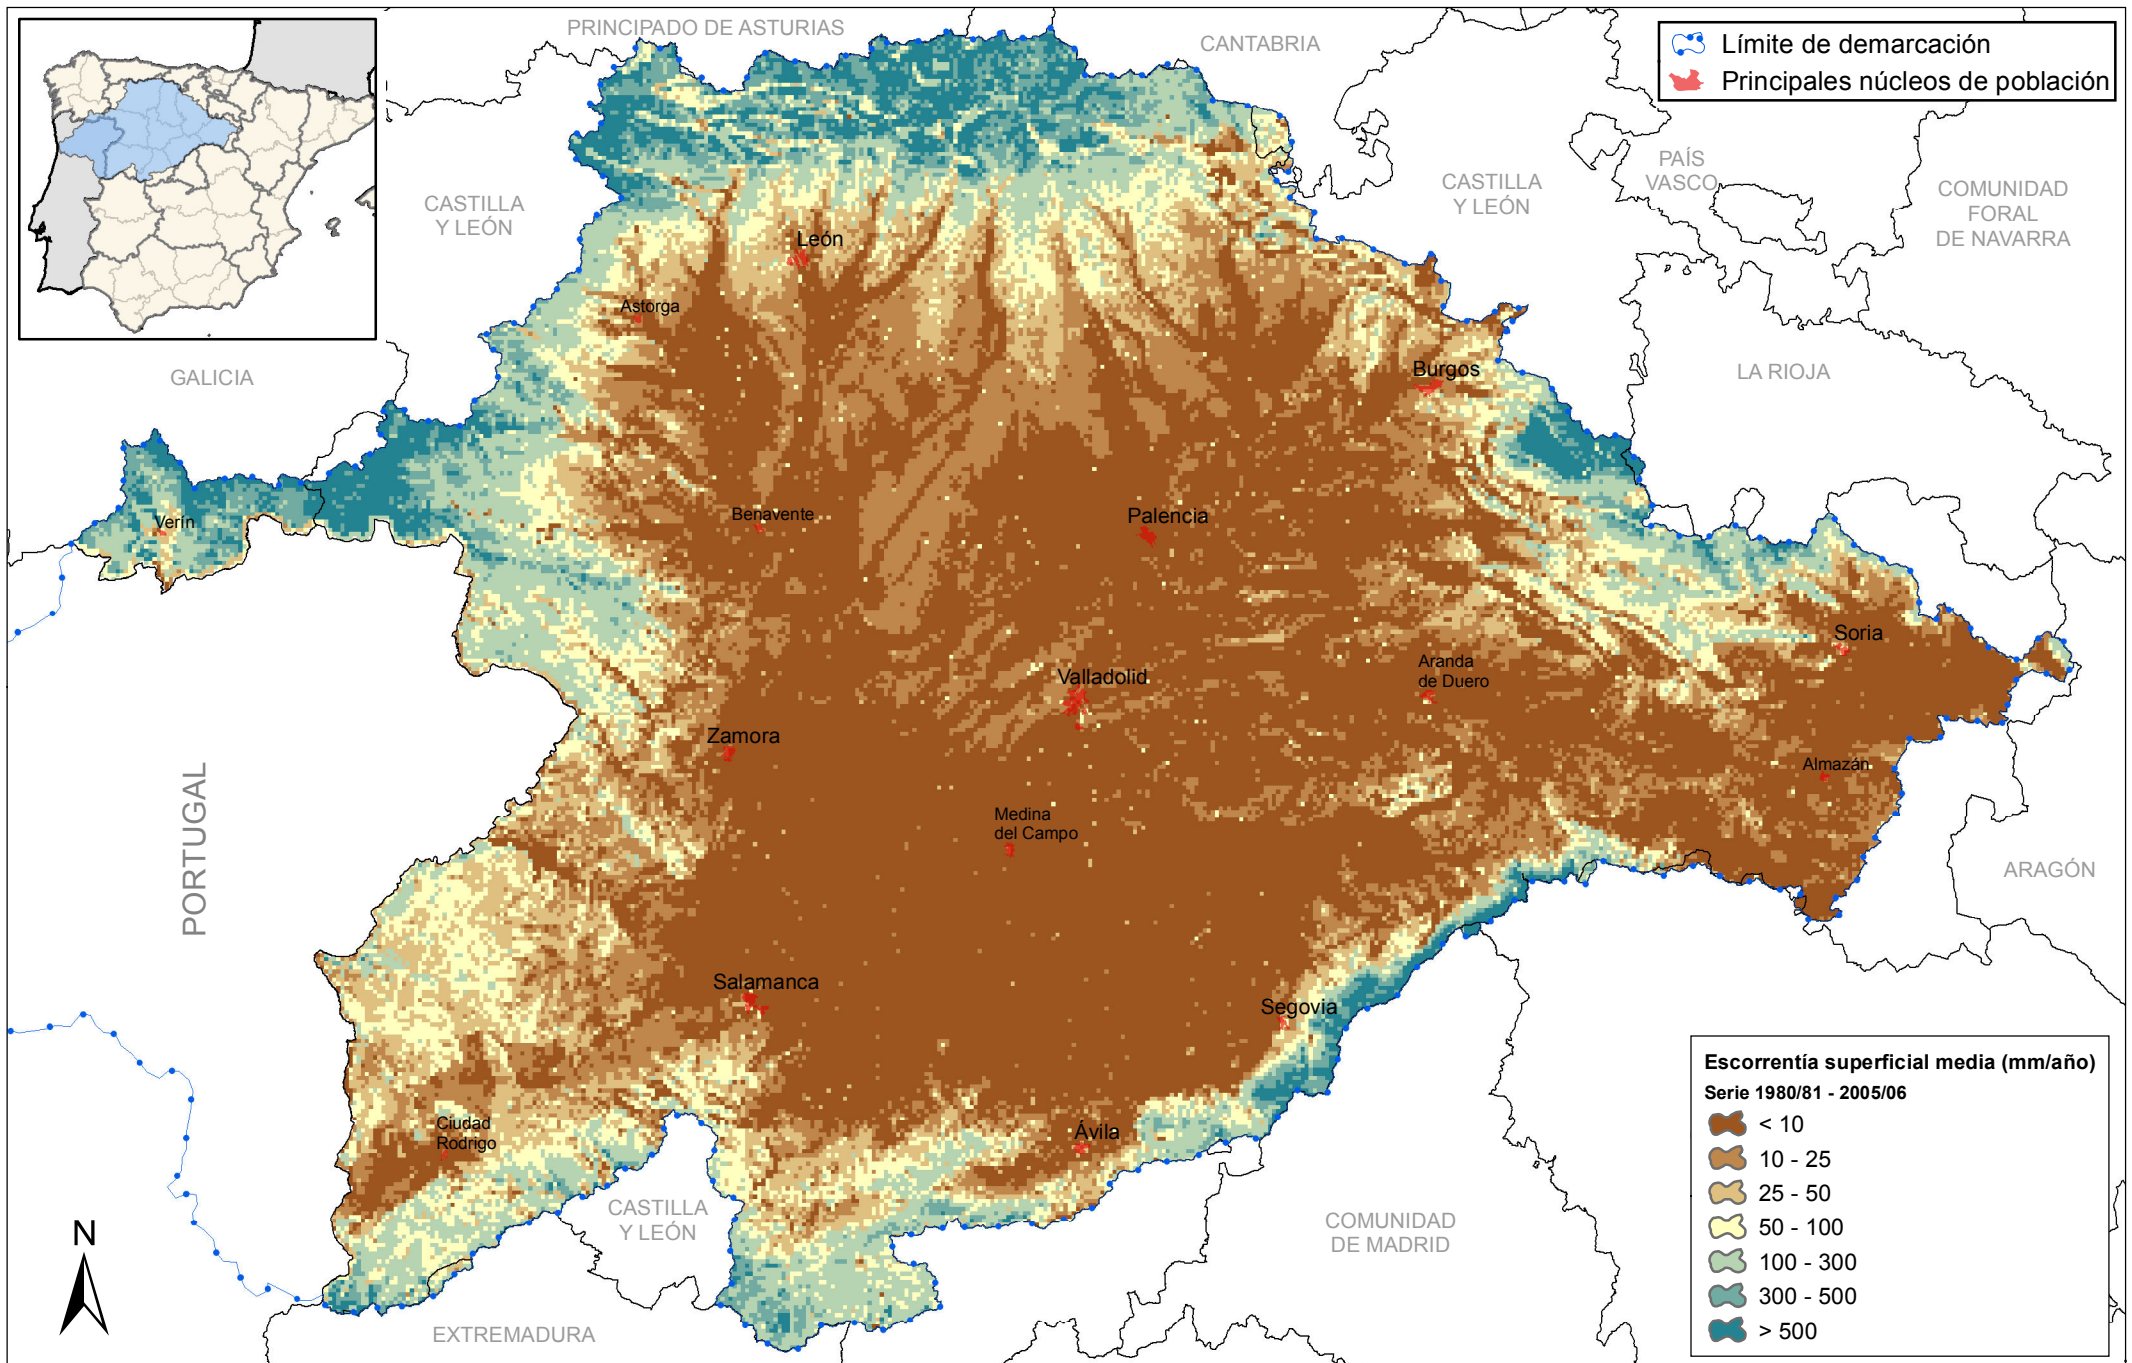 PRINCIPADO DE ASTURIAS
CANTABRIA
Límite de demarcación
Principales núcleos de población
PAÍS
VASCO
CASTILLA
Y LEÓN
COMUNIDAD
FORAL
DE NAVARRA
CASTILLA
Y LEÓN
León
Astorga
GALICIA
Burgos
LA RIOJA
Verín
Benavente
Palencia
Soria
Aranda
de Duero
Valladolid
Zamora
Almazán
PORTUGAL
Medina
del Campo
ARAGÓN
Salamanca
Segovia
Ciudad
Rodrigo
Ávila
CASTILLA
Y LEÓN
COMUNIDAD
DE MADRID
EXTREMADURA
N
Escorrentía superficial media (mm/año)
Serie 1980/81 - 2005/06
< 10
10 - 25
25 - 50
50 - 100
100 - 300
300 - 500
> 500